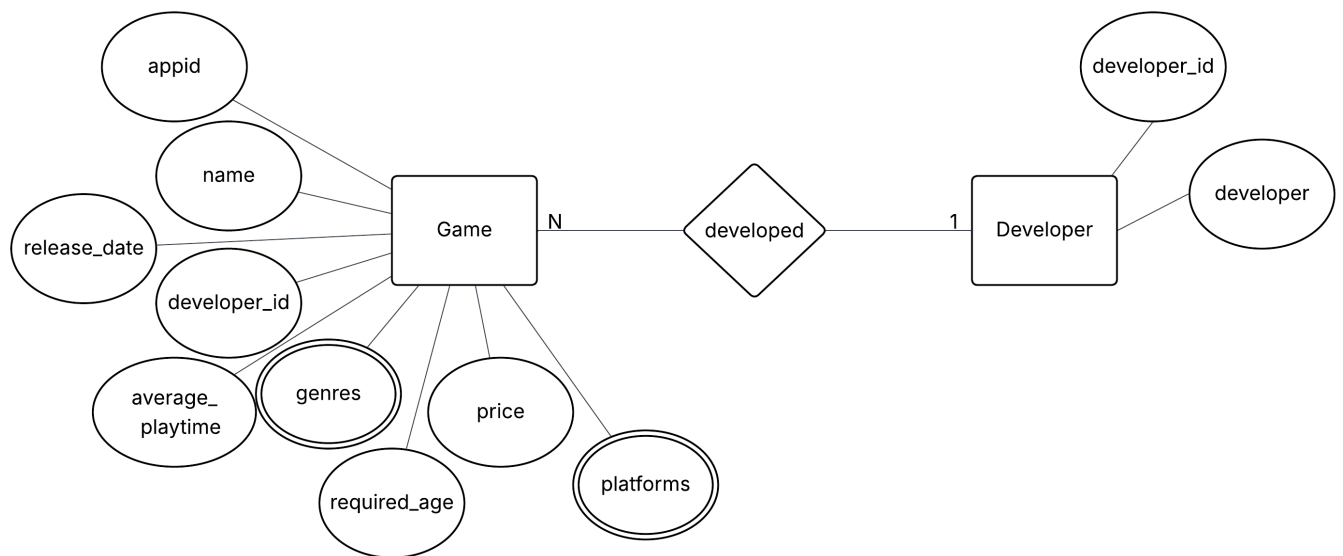 appid
developer_id
name
developer
N
1
Game
developed
Developer
release_date
developer_id
average_
playtime
genres
price
platforms
required_age